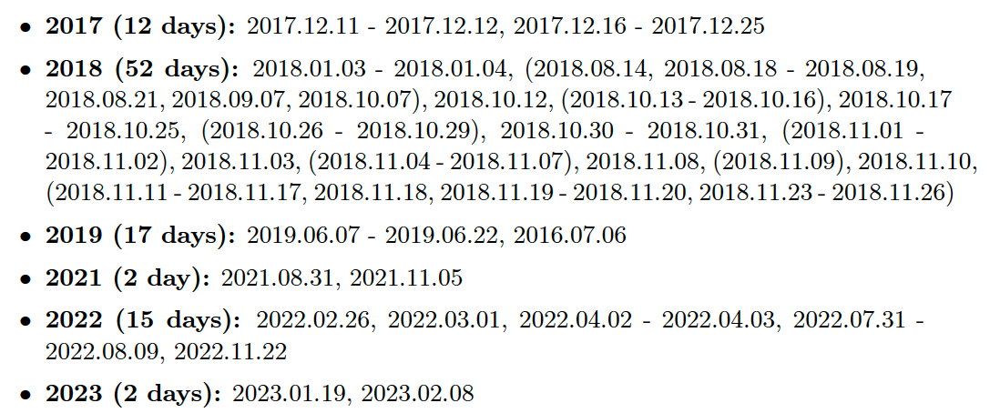 • 2017 (12 days): 2017.12.11 - 2017.12.12, 2017.12.16 - 2017.12.25
• 2018 (52 days): 2018.01.03 - 2018.01.04, (2018.08.14, 2018.08.18 - 2018.08.19,
2018.08.21, 2018.09.07, 2018.10.07), 2018.10.12, (2018.10.13 - 2018.10.16), 2018.10.17
- 2018.10.25, (2018.10.26 - 2018.10.29), 2018.10.30 - 2018.10.31, (2018.11.01 -
2018.11.02), 2018.11.03, (2018.11.04 - 2018.11.07), 2018.11.08, (2018.11.09), 2018.11.10,
(2018.11.11 - 2018.11.17, 2018.11.18, 2018.11.19 - 2018.11.20, 2018.11.23 - 2018.11.26)
• 2019 (17 days): 2019.06.07 - 2019.06.22, 2016.07.06
• 2021 (2 day): 2021.08.31, 2021.11.05
• 2022 (15 days): 2022.02.26, 2022.03.01, 2022.04.02 - 2022.04.03, 2022.07.31 -
2022.08.09, 2022.11.22
• 2023 (2 days): 2023.01.19, 2023.02.08